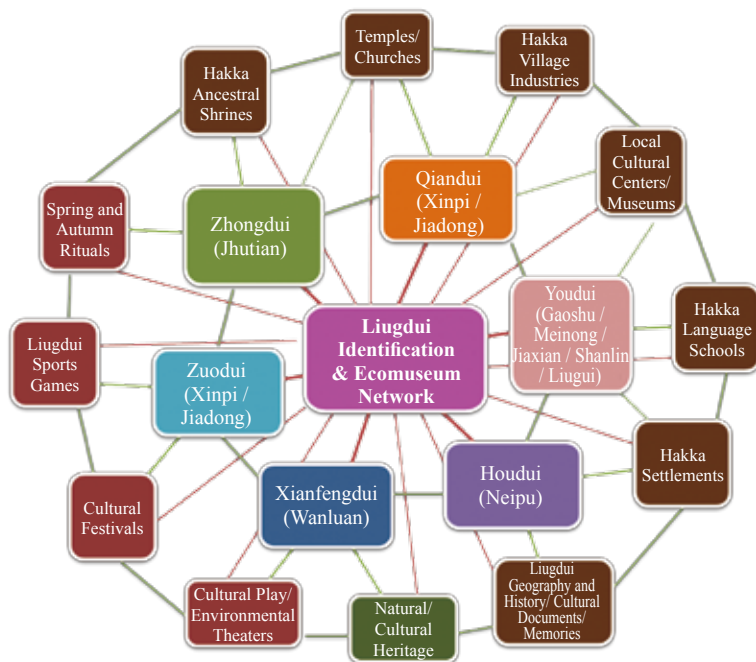 Temples/
Churches
Hakka
Village
Industries
Hakka
Ancestral
Shrines
Local
Cultural
Centers/
Museums
Qiandui
(Xinpi /
Jiadong)
Zhongdui
(Jhutian)
Spring and
Autumn
Rituals
Youdui
(Gaoshu /
Meinong /
Jiaxian / Shanlin
/ Liugui)
Hakka
Language
Schools
Liugdui
Identification
& Ecomuseum
Network
Liugdui
Sports
Games
Zuodui
(Xinpi /
Jiadong)
Hakka
Settlements
Houdui
(Neipu)
Xianfengdui
(Wanluan)
Cultural
Festivals
Liugdui
Geography and
History/ Cultural
Documents/
Memories
Cultural Play/
Environmental
Theaters
Natural/
Cultural
Heritage